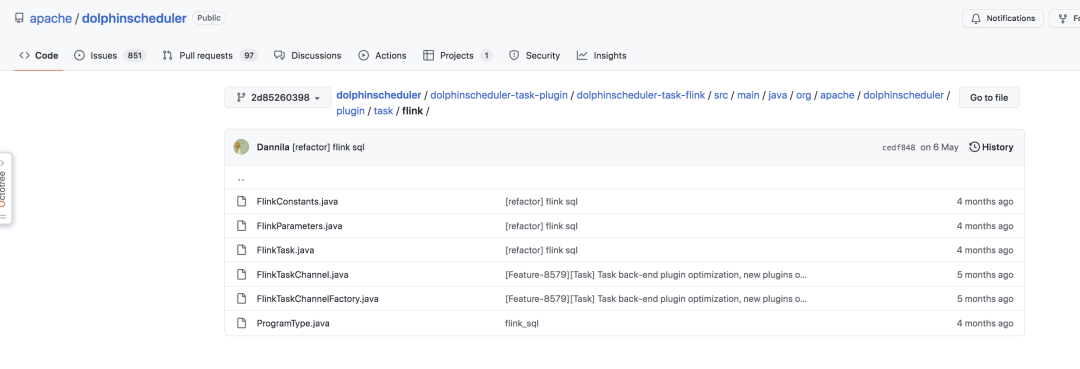 apache / dolphinscheduler Public
Notifications
Code Issues 851 Pull requests 97 Discussions Actions Projects 1 Security Insights
2d85260398
dolphinscheduler / dolphinscheduler-task-plugin / dolphinscheduler-task-flink / src / main / java / org / apache / dolphinscheduler /
plugin / task / flink /
Go to file
Dannila [refactor] flink sql cedf848 on 6 May History
..
FlinkConstants.java [refactor] flink sql 4 months ago
FlinkParameters.java [refactor] flink sql 4 months ago
FlinkTask.java [refactor] flink sql 4 months ago
FlinkTaskChannel.java [Feature-8579][Task] Task back-end plugin optimization, new plugins o... 5 months ago
FlinkTaskChannelFactory.java [Feature-8579][Task] Task back-end plugin optimization, new plugins o... 5 months ago
ProgramType.java flink_sql 4 months ago
Octotree